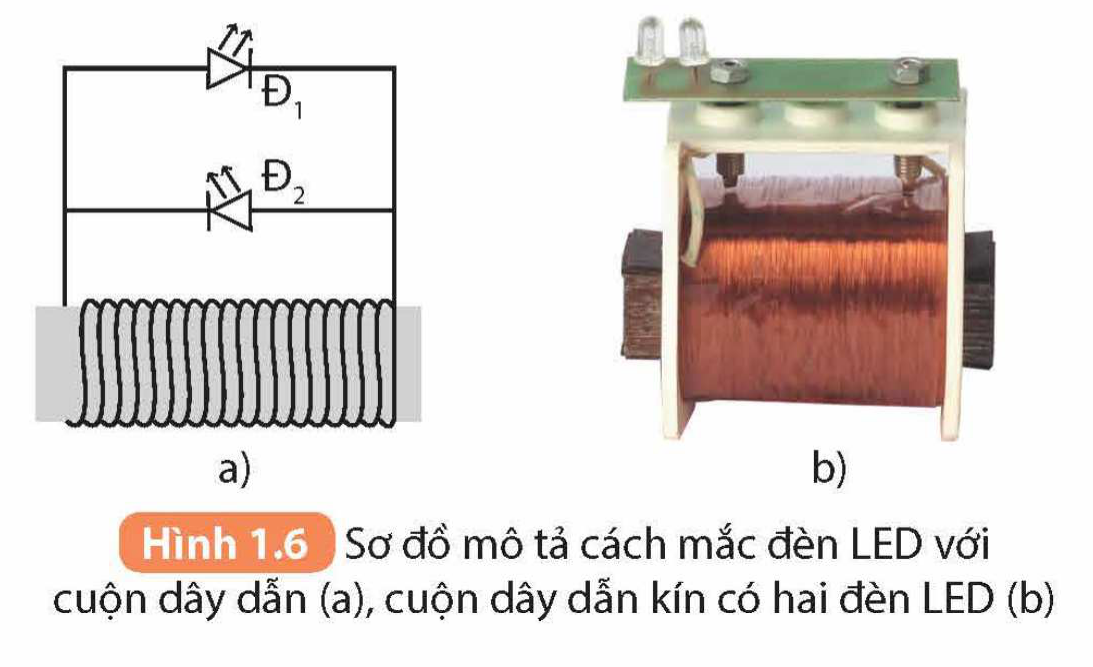 Đ1
Đ2
a)
b)
Hình 1.6 Sơ đồ mô tả cách mắc đèn LED với
cuộn dây dẫn (a), cuộn dây dẫn kín có hai đèn LED (b)